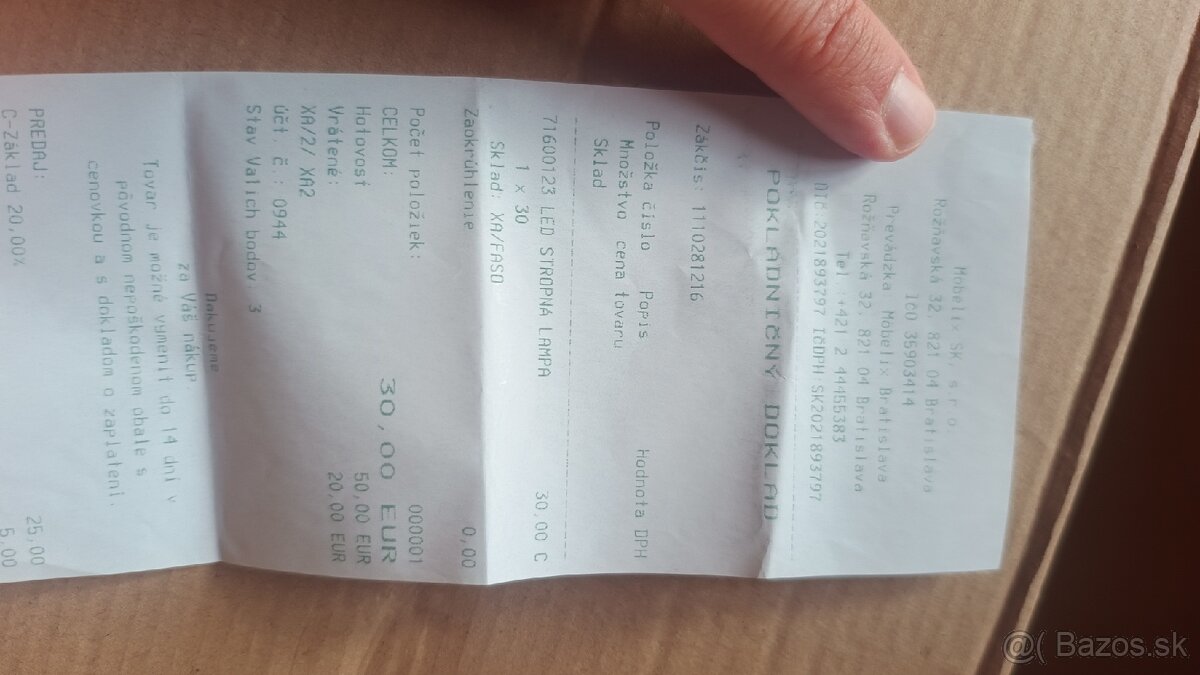 Mobelix SK, s.r.o.
Rožňavská 32, 821 04 Bratislava
IČO 35903414
Prevádzka Mobelix Bratislava
Rožňavská 32, 821 04 Bratislava
Tel.:+421 2 44455383
DIČ 2021893797 IčDPH SK2021893797
POKLADNIČNÝ DOKLAD
Zákčis: 1110281216
Položka číslo Popis
Množstvo cena tovaru Hodnota DPH
Sklad
71600123 LED STROPNÁ LAMPA
1 x 30 30,00 C
Sklad: XA/FASO
Zaokrúhlenie 0,00
Počet položiek: 000001
CELKOM: 30,00 EUR
Hotovosť 50,00 EUR
Vrátené: 20,00 EUR
XA/2/ XA2
účt. č.: 0944
Stav Vašich bodov: 3
Ďakujeme
za Váš nákup.
Tovar je možné vymeniť do 14 dní v
pôvodnom nepoškodenom obale s
cenovkou a s dokladom o zaplatení.
PREDAJ:
C-Základ 20,00% 25,00
5,00
@( Bazos.sk